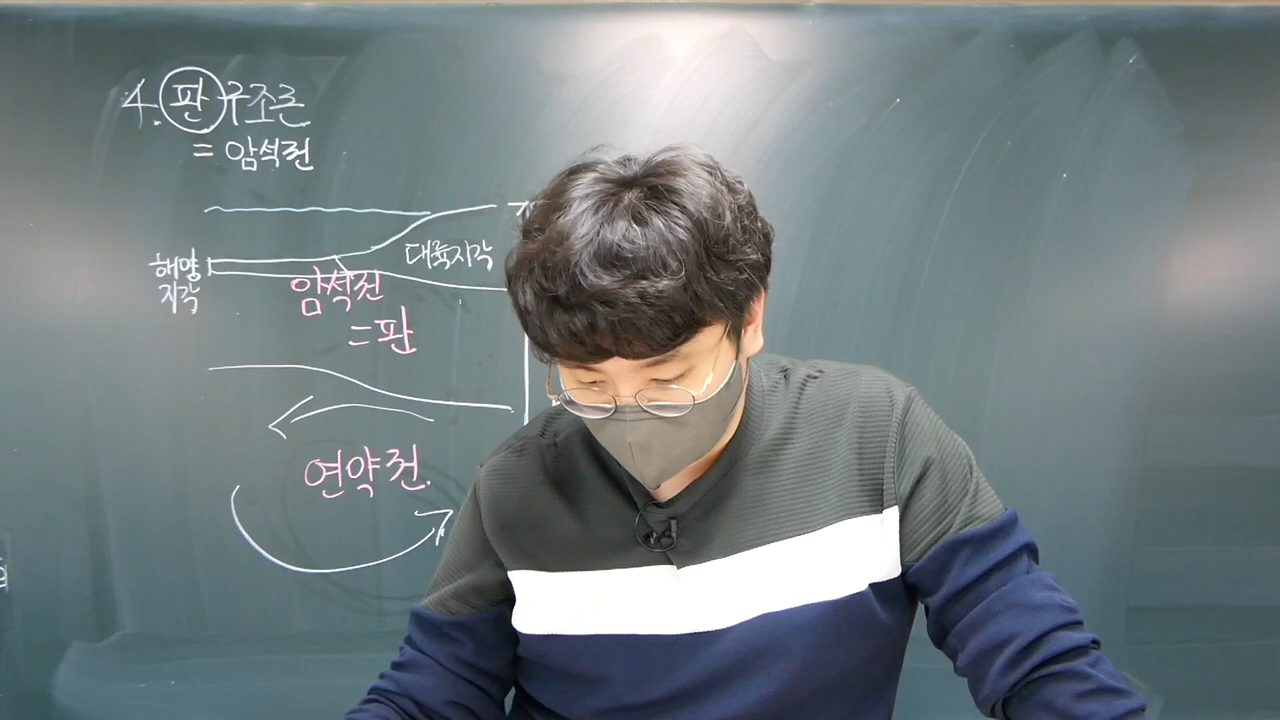 4. 판구조론
= 암석권
대륙지각
해양
지각
암석권
= 판
연약권.